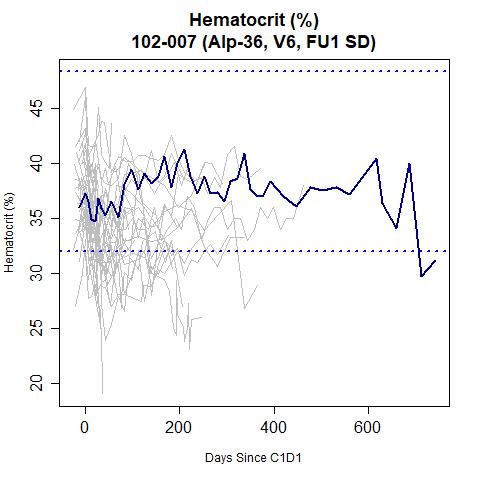 Hematocrit (%)
102-007 (Alp-36, V6, FU1 SD)
Hematocrit (%)
45
40
35
30
25
20
0 200 400 600
Days Since C1D1